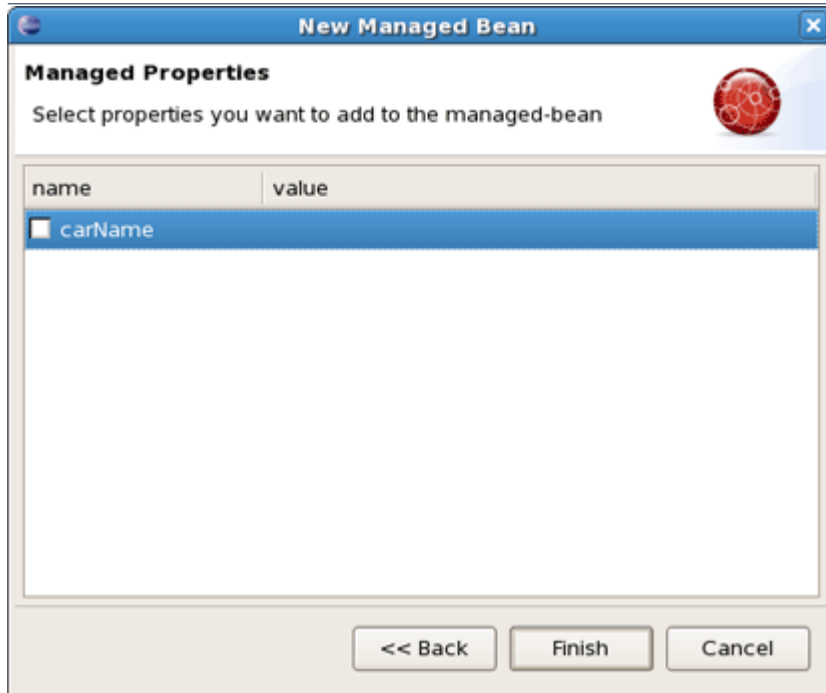 New Managed Bean
Managed Properties
Select properties you want to add to the managed-bean
name value
carName
<< Back Finish Cancel